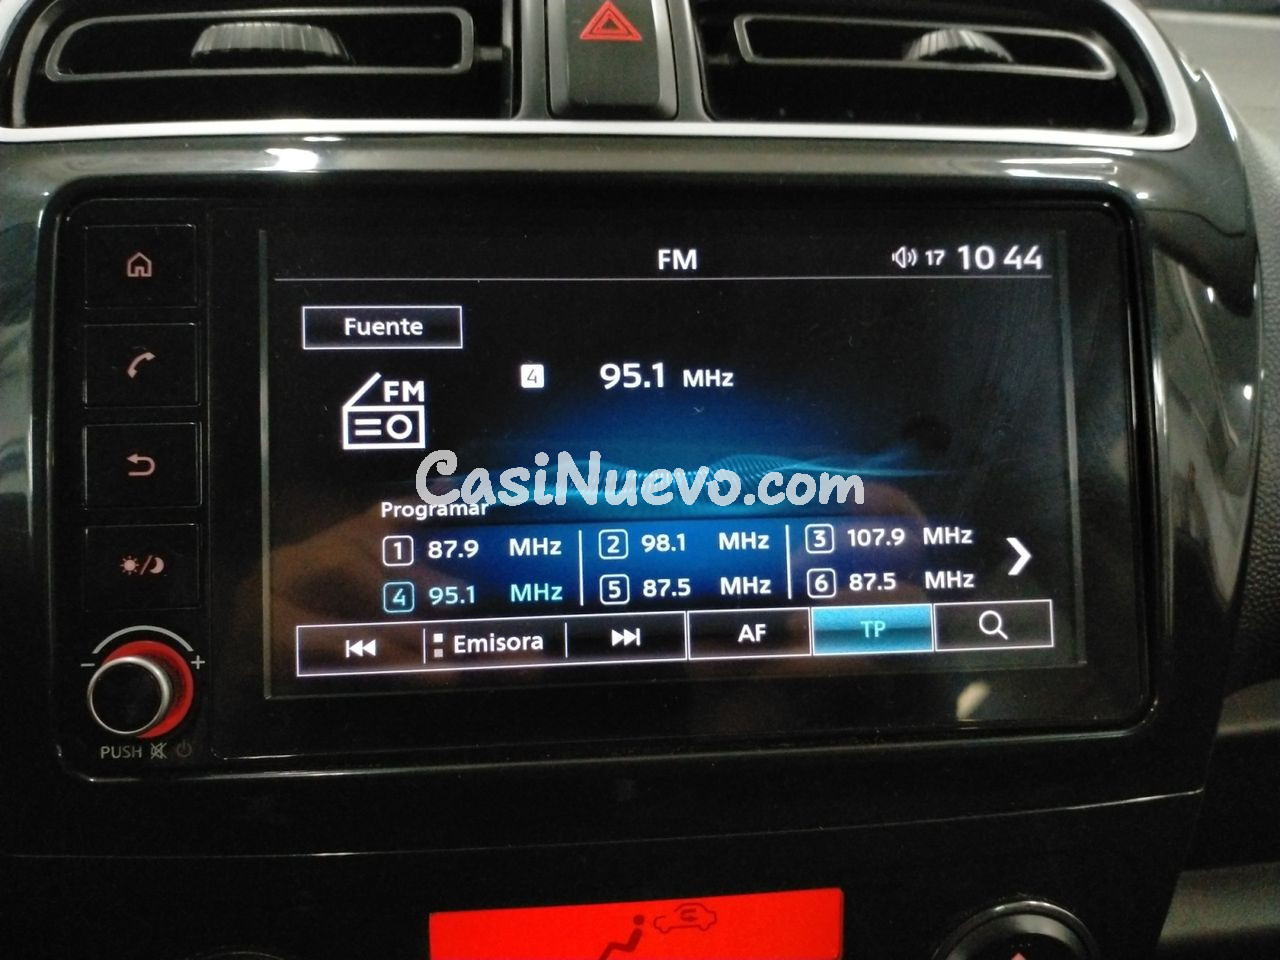 FM
17 10 44
Fuente
FM
4 95.1 MHz
CasiNuevo.com
Programar
1 87.9 MHz 2 98.1 MHz 3 107.9 MHz
4 95.1 MHz 5 87.5 MHz 6 87.5 MHz
Emisora AF TP
- +
PUSH